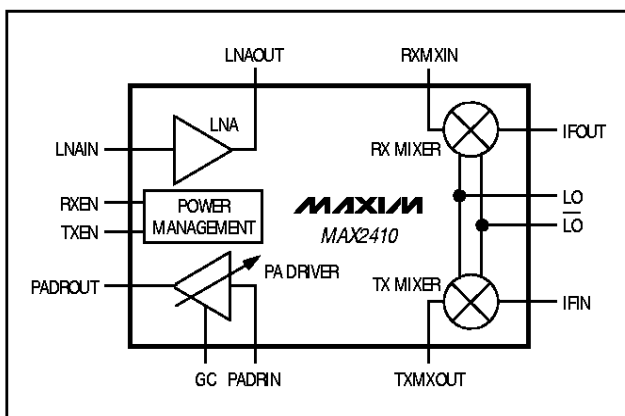 LNAOUT
RXMXIN
LNA
LNAIN
RX MIXER
IFOUT
RXEN
TXEN
POWER
MANAGEMENT
MAXIM
MAX2410
LO
L̅O̅
PADROUT
PA DRIVER
TX MIXER
IFIN
GC
PADRIN
TXMXOUT